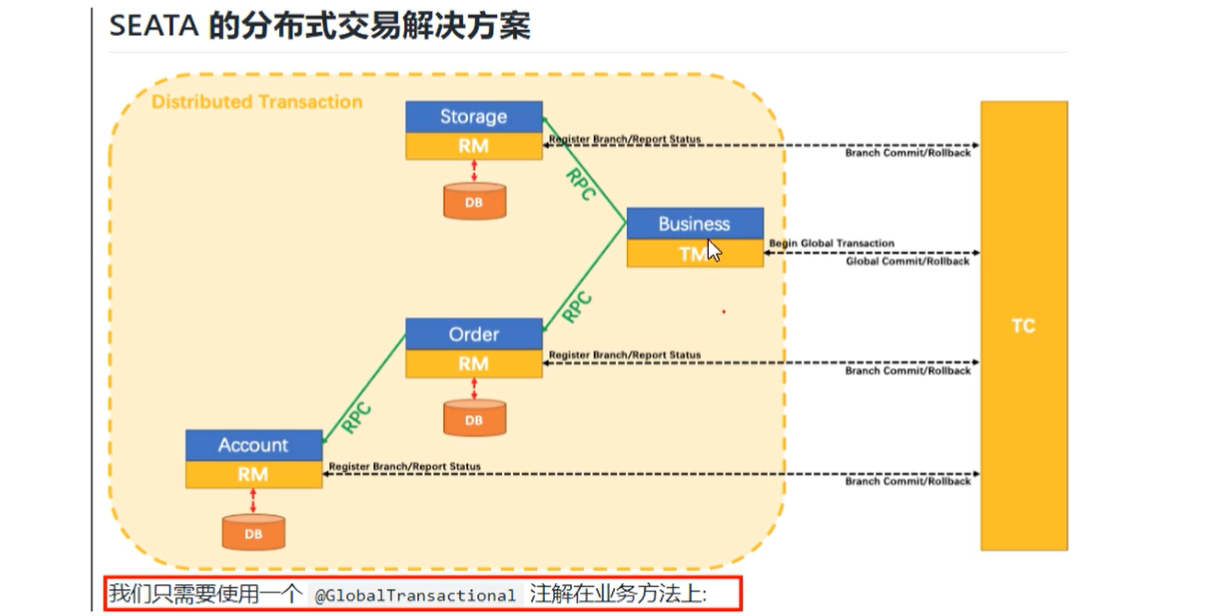 SEATA 的分布式交易解决方案
Distributed Transaction
Storage
RM
DB
Register Branch/Report Status
Branch Commit/Rollback
RPC
Business
TM
Begin Global Transaction
Global Commit/Rollback
RPC
Order
RM
DB
Register Branch/Report Status
Branch Commit/Rollback
TC
RPC
Account
RM
DB
Register Branch/Report Status
Branch Commit/Rollback
我们只需要使用一个 @GlobalTransactional 注解在业务方法上: